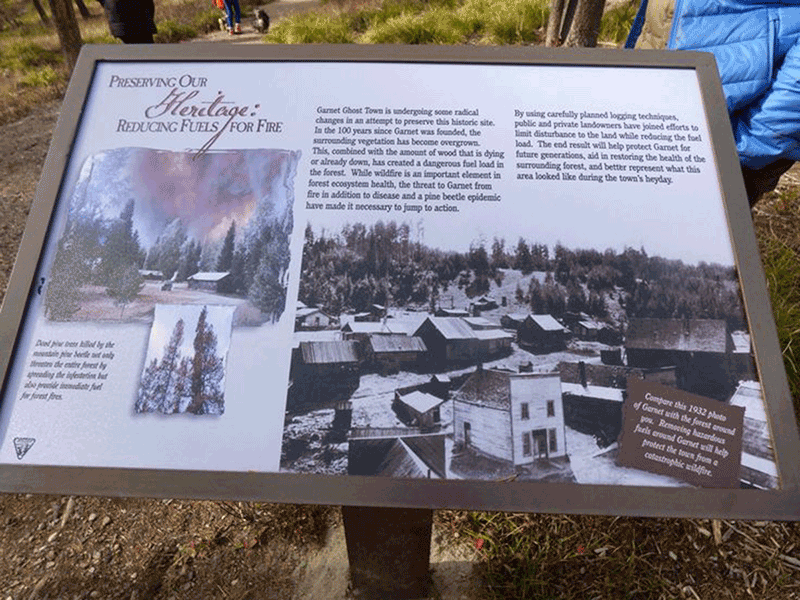 PRESERVING OUR
Heritage:
REDUCING FUELS FOR FIRE
Garnet Ghost Town is undergoing some radical
changes in an attempt to preserve this historic site.
In the 100 years since Garnet was founded, the
surrounding vegetation has become overgrown.
This, combined with the amount of wood that is dying
or already down, has created a dangerous fuel load in
the forest. While wildfire is an important element in
forest ecosystem health, the threat to Garnet from
fire in addition to disease and a pine beetle epidemic
have made it necessary to jump to action.
By using carefully planned logging techniques,
public and private landowners have joined efforts to
limit disturbance to the land while reducing the fuel
load. The end result will help protect Garnet for
future generations, aid in restoring the health of the
surrounding forest, and better represent what this
area looked like during the town's heyday.
Dead pine trees killed by the
mountain pine beetle not only
threatens the entire forest by
spreading the infestation but
also provide immediate fuel
for forest fires.
Compare this 1932 photo
of Garnet with the forest around
you. Removing hazardous
fuels around Garnet will help
protect the town from a
catastrophic wildfire.